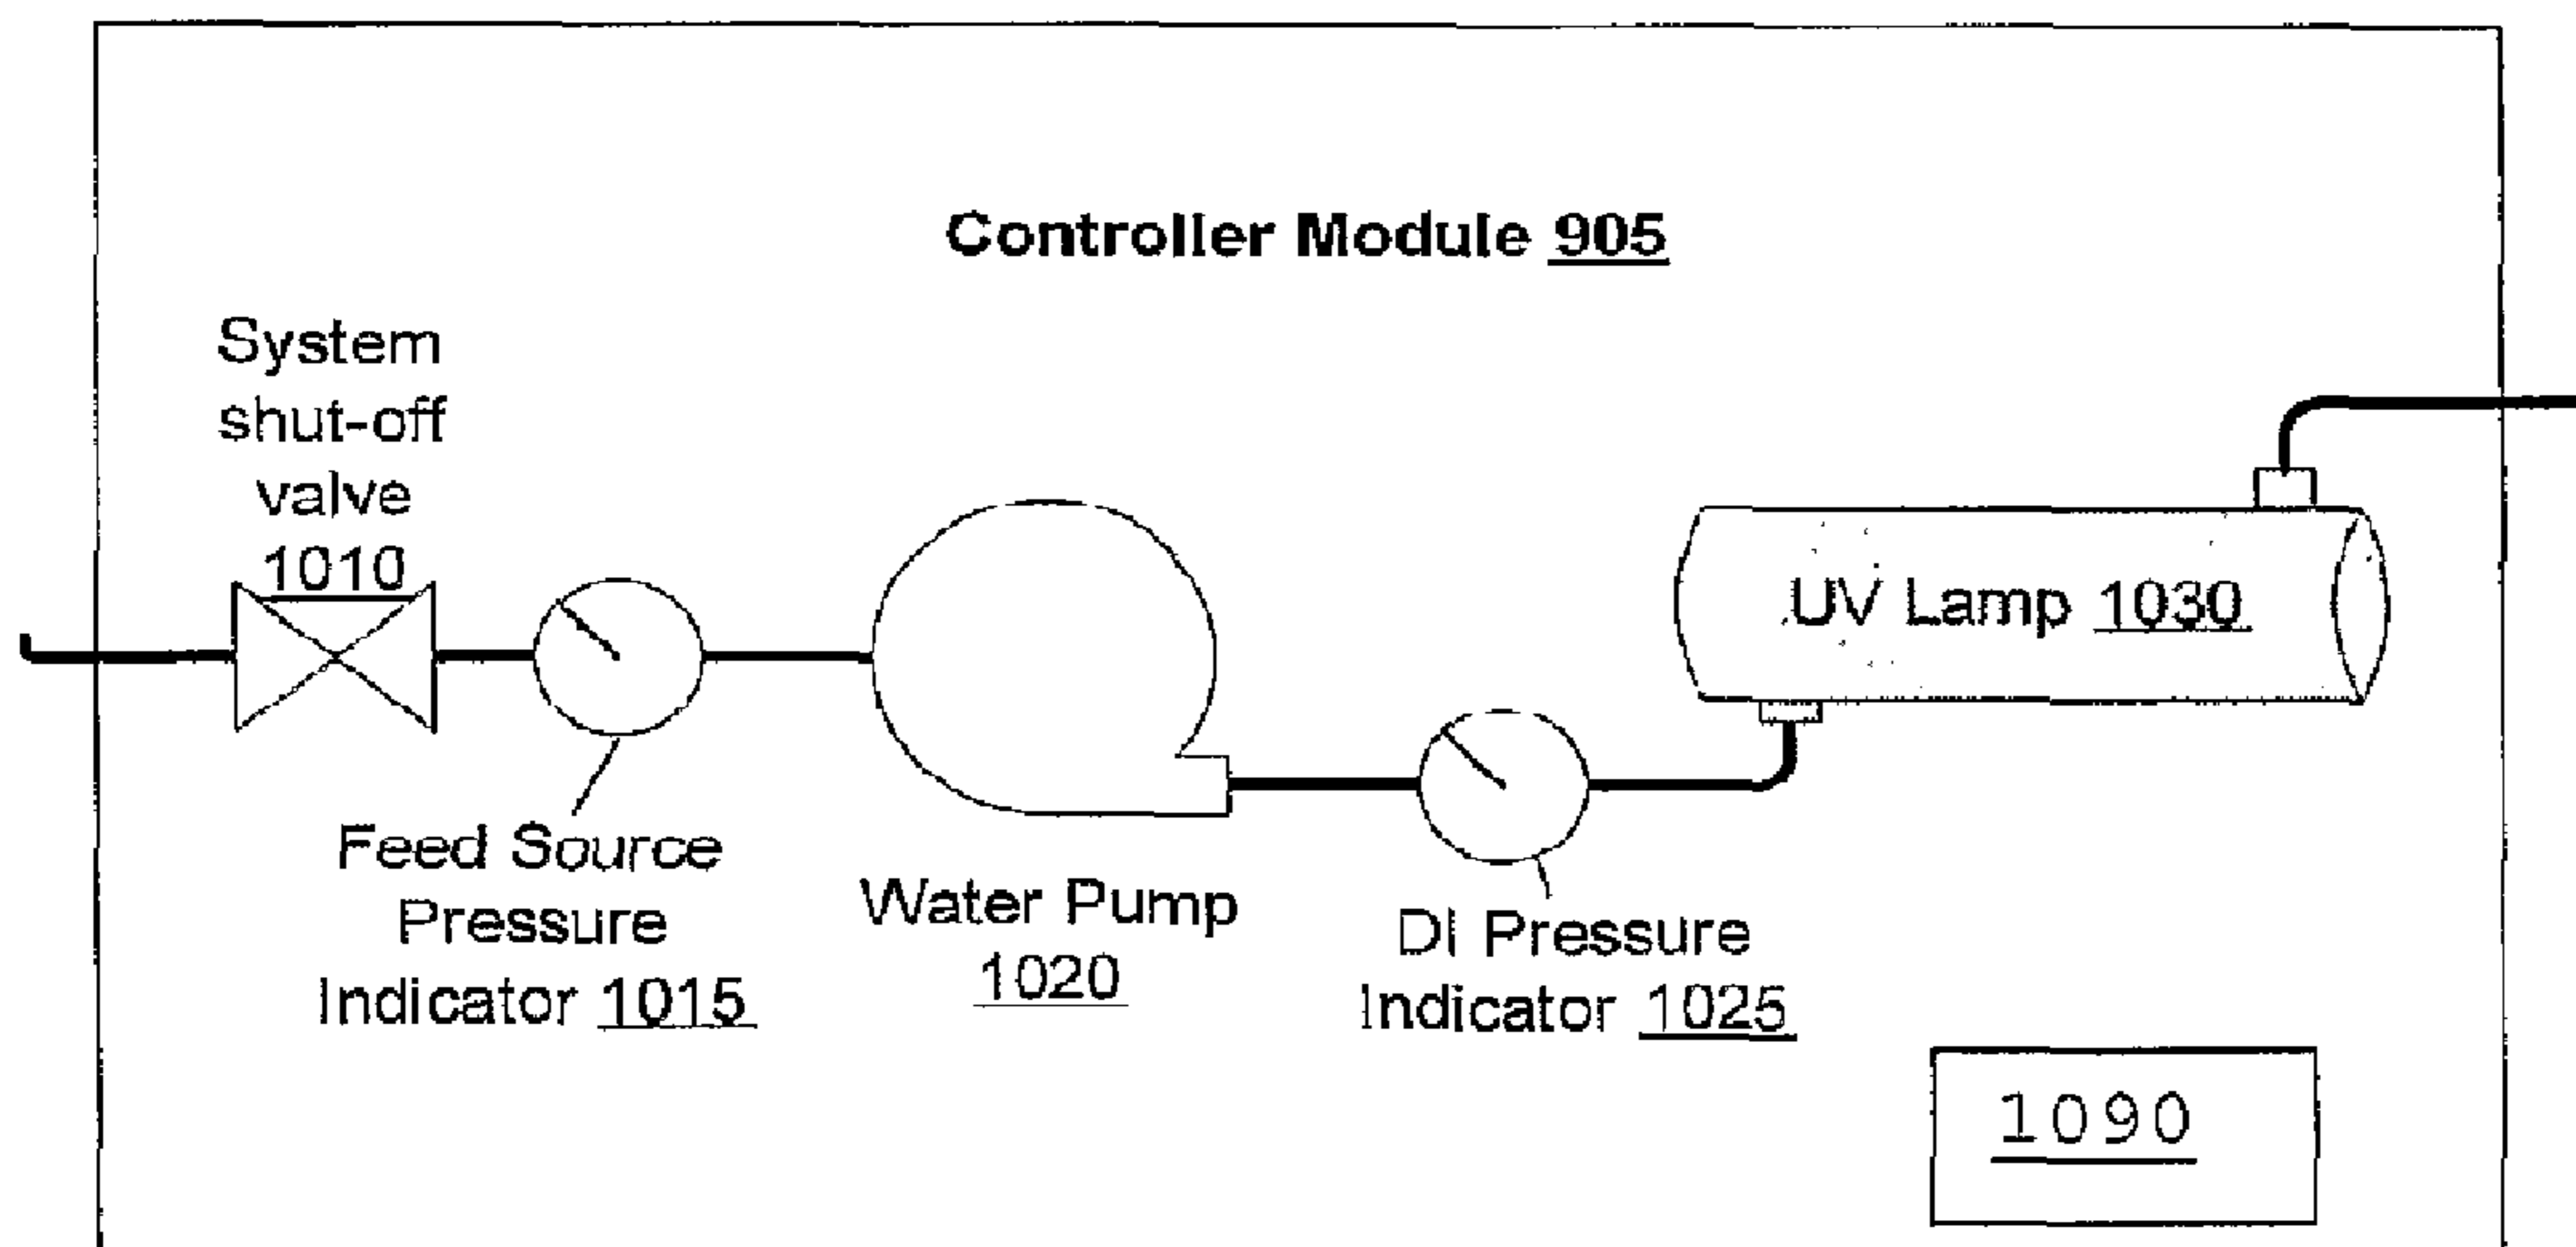 Controller Module 905
System
shut-off
valve
1010
Feed Source
Pressure
Indicator 1015
Water Pump
1020
DI Pressure
Indicator 1025
UV Lamp 1030
1090